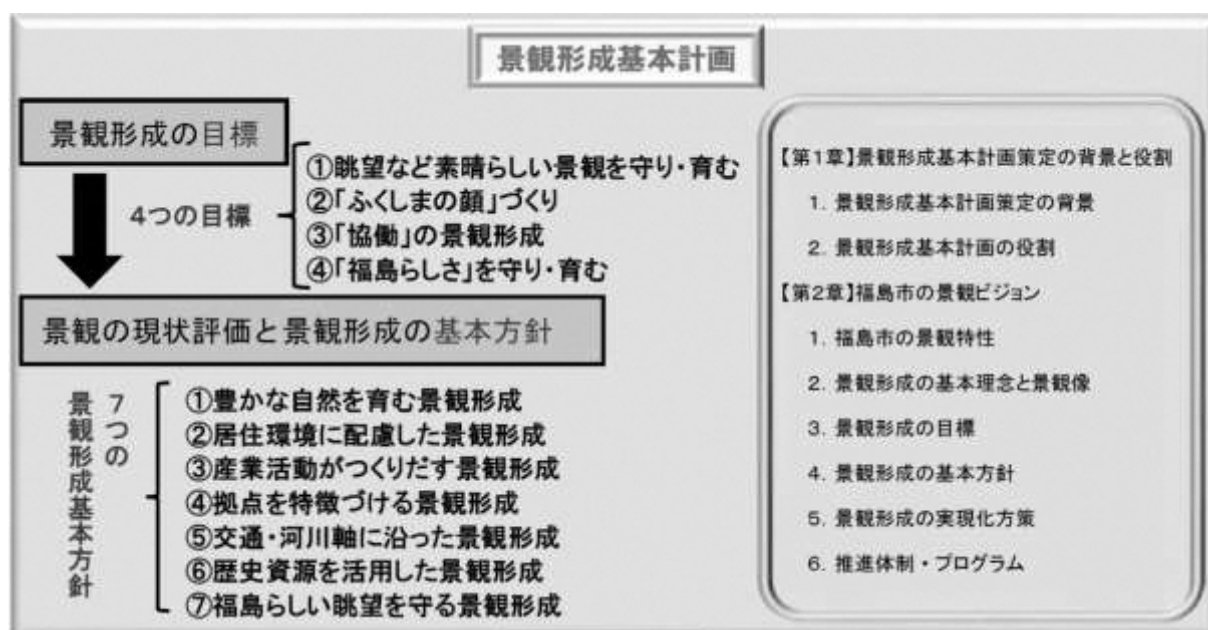 景観形成基本計画
景観形成の目標
4つの目標
①眺望など素晴らしい景観を守り・育む
②「ふくしまの顔」づくり
③「協働」の景観形成
④「福島らしさ」を守り・育む
景観の現状評価と景観形成の基本方針
7つの
景観形成基本方針
①豊かな自然を育む景観形成
②居住環境に配慮した景観形成
③産業活動がつくりだす景観形成
④拠点を特徴づける景観形成
⑤交通・河川軸に沿った景観形成
⑥歴史資源を活用した景観形成
⑦福島らしい眺望を守る景観形成
【第1章】景観形成基本計画策定の背景と役割
1. 景観形成基本計画策定の背景
2. 景観形成基本計画の役割
【第2章】福島市の景観ビジョン
1. 福島市の景観特性
2. 景観形成の基本理念と景観像
3. 景観形成の目標
4. 景観形成の基本方針
5. 景観形成の実現化方策
6. 推進体制・プログラム